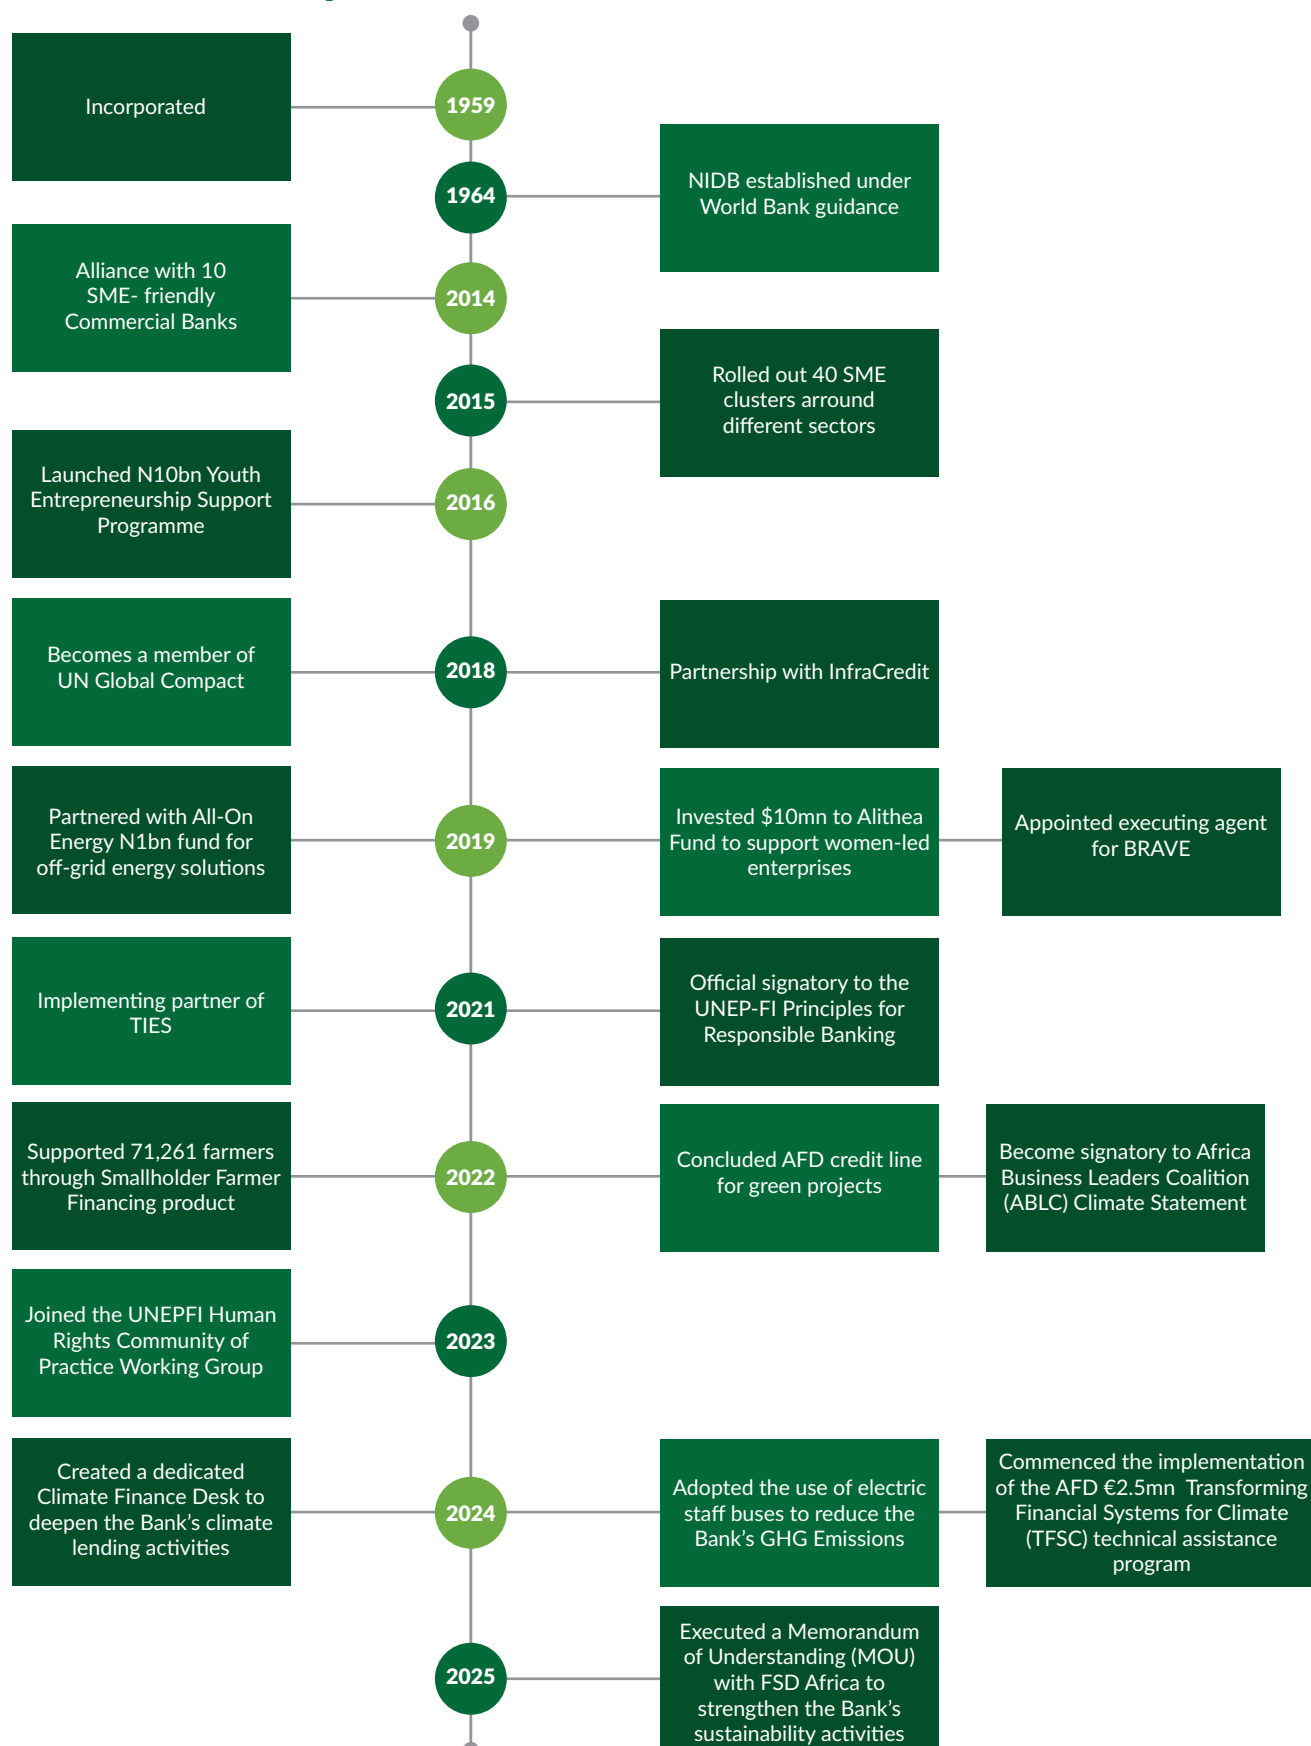 Incorporated
1959
1964
NIDB established under
World Bank guidance
Alliance with 10
SME- friendly
Commercial Banks
2014
2015
Rolled out 40 SME
clusters arround
different sectors
Launched N10bn Youth
Entrepreneurship Support
Programme
2016
Becomes a member of
UN Global Compact
2018
Partnership with InfraCredit
Partnered with All-On
Energy N1bn fund for
off-grid energy solutions
2019
Invested $10mn to Alithea
Fund to support women-led
enterprises
Appointed executing agent
for BRAVE
Implementing partner of
TIES
2021
Official signatory to the
UNEP-FI Principles for
Responsible Banking
Supported 71,261 farmers
through Smallholder Farmer
Financing product
2022
Concluded AFD credit line
for green projects
Become signatory to Africa
Business Leaders Coalition
(ABLC) Climate Statement
Joined the UNEPFI Human
Rights Community of
Practice Working Group
2023
Created a dedicated
Climate Finance Desk to
deepen the Bank’s climate
lending activities
2024
Adopted the use of electric
staff buses to reduce the
Bank’s GHG Emissions
Commenced the implementation
of the AFD €2.5mn  Transforming
Financial Systems for Climate
(TFSC) technical assistance
program
2025
Executed a Memorandum
of Understanding (MOU)
with FSD Africa to
strengthen the Bank’s
sustainability activities